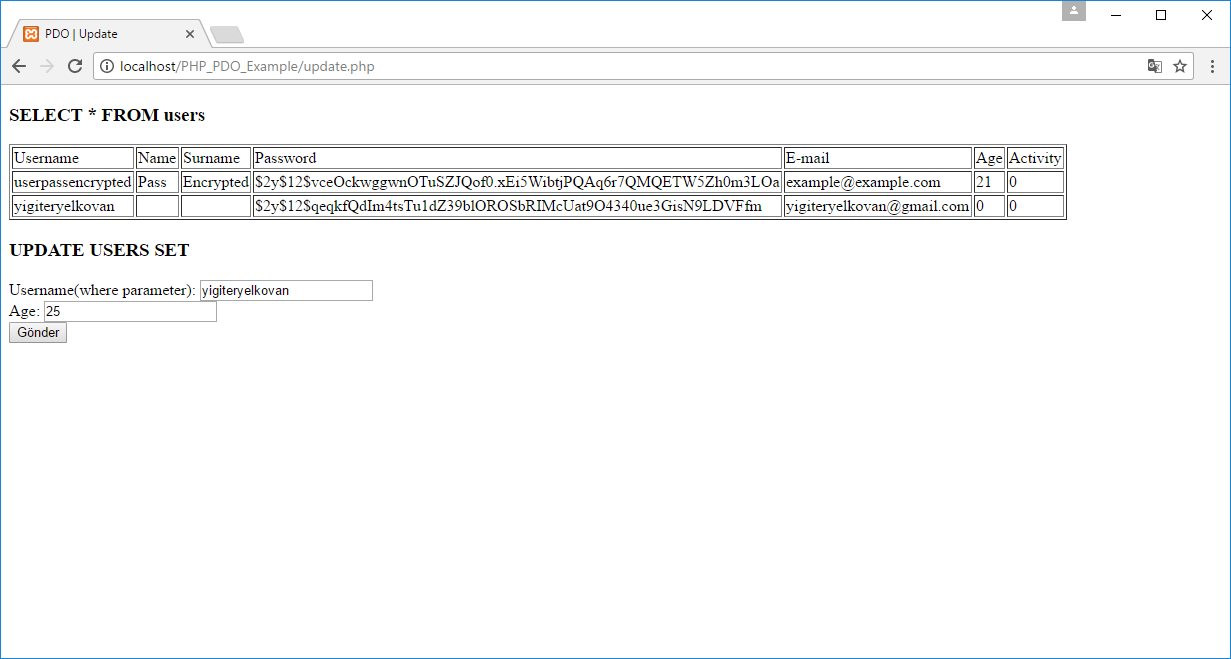 PDO | Update
localhost/PHP_PDO_Example/update.php
SELECT * FROM users
Username Name Surname Password E-mail Age Activity
userpassencrypted Pass Encrypted $2y$12$vceOckwggwnOTuSZJQof0.xEi5WibtjPQAq6r7QMQETW5Zh0m3LOa example@example.com 21 0
yigiteryelkovan $2y$12$qeqkfQdIm4tsTu1dZ39blOROSbRIMcUat9O4340ue3GisN9LDVFfm yigiteryelkovan@gmail.com 0 0
UPDATE USERS SET
Username(where parameter): yigiteryelkovan
Age: 25
Gönder